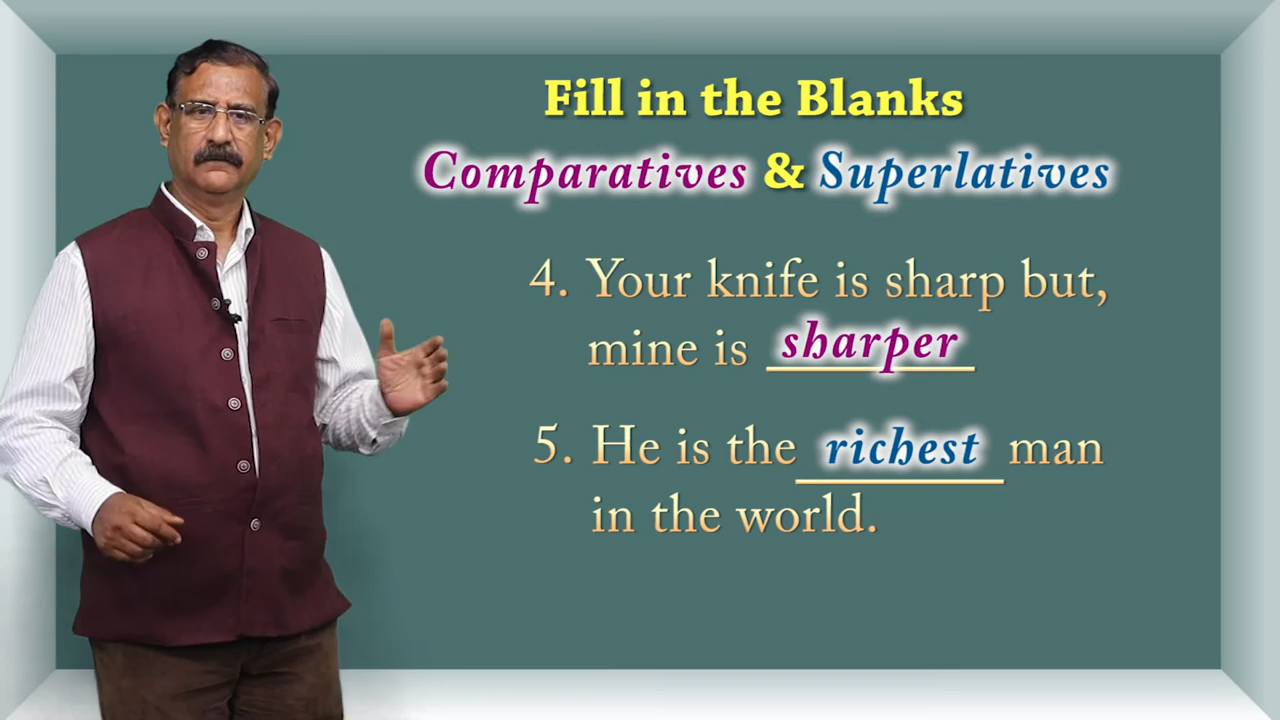 Fill in the Blanks
Comparatives & Superlatives
4. Your knife is sharp but,
mine is sharper
5. He is the richest man
in the world.